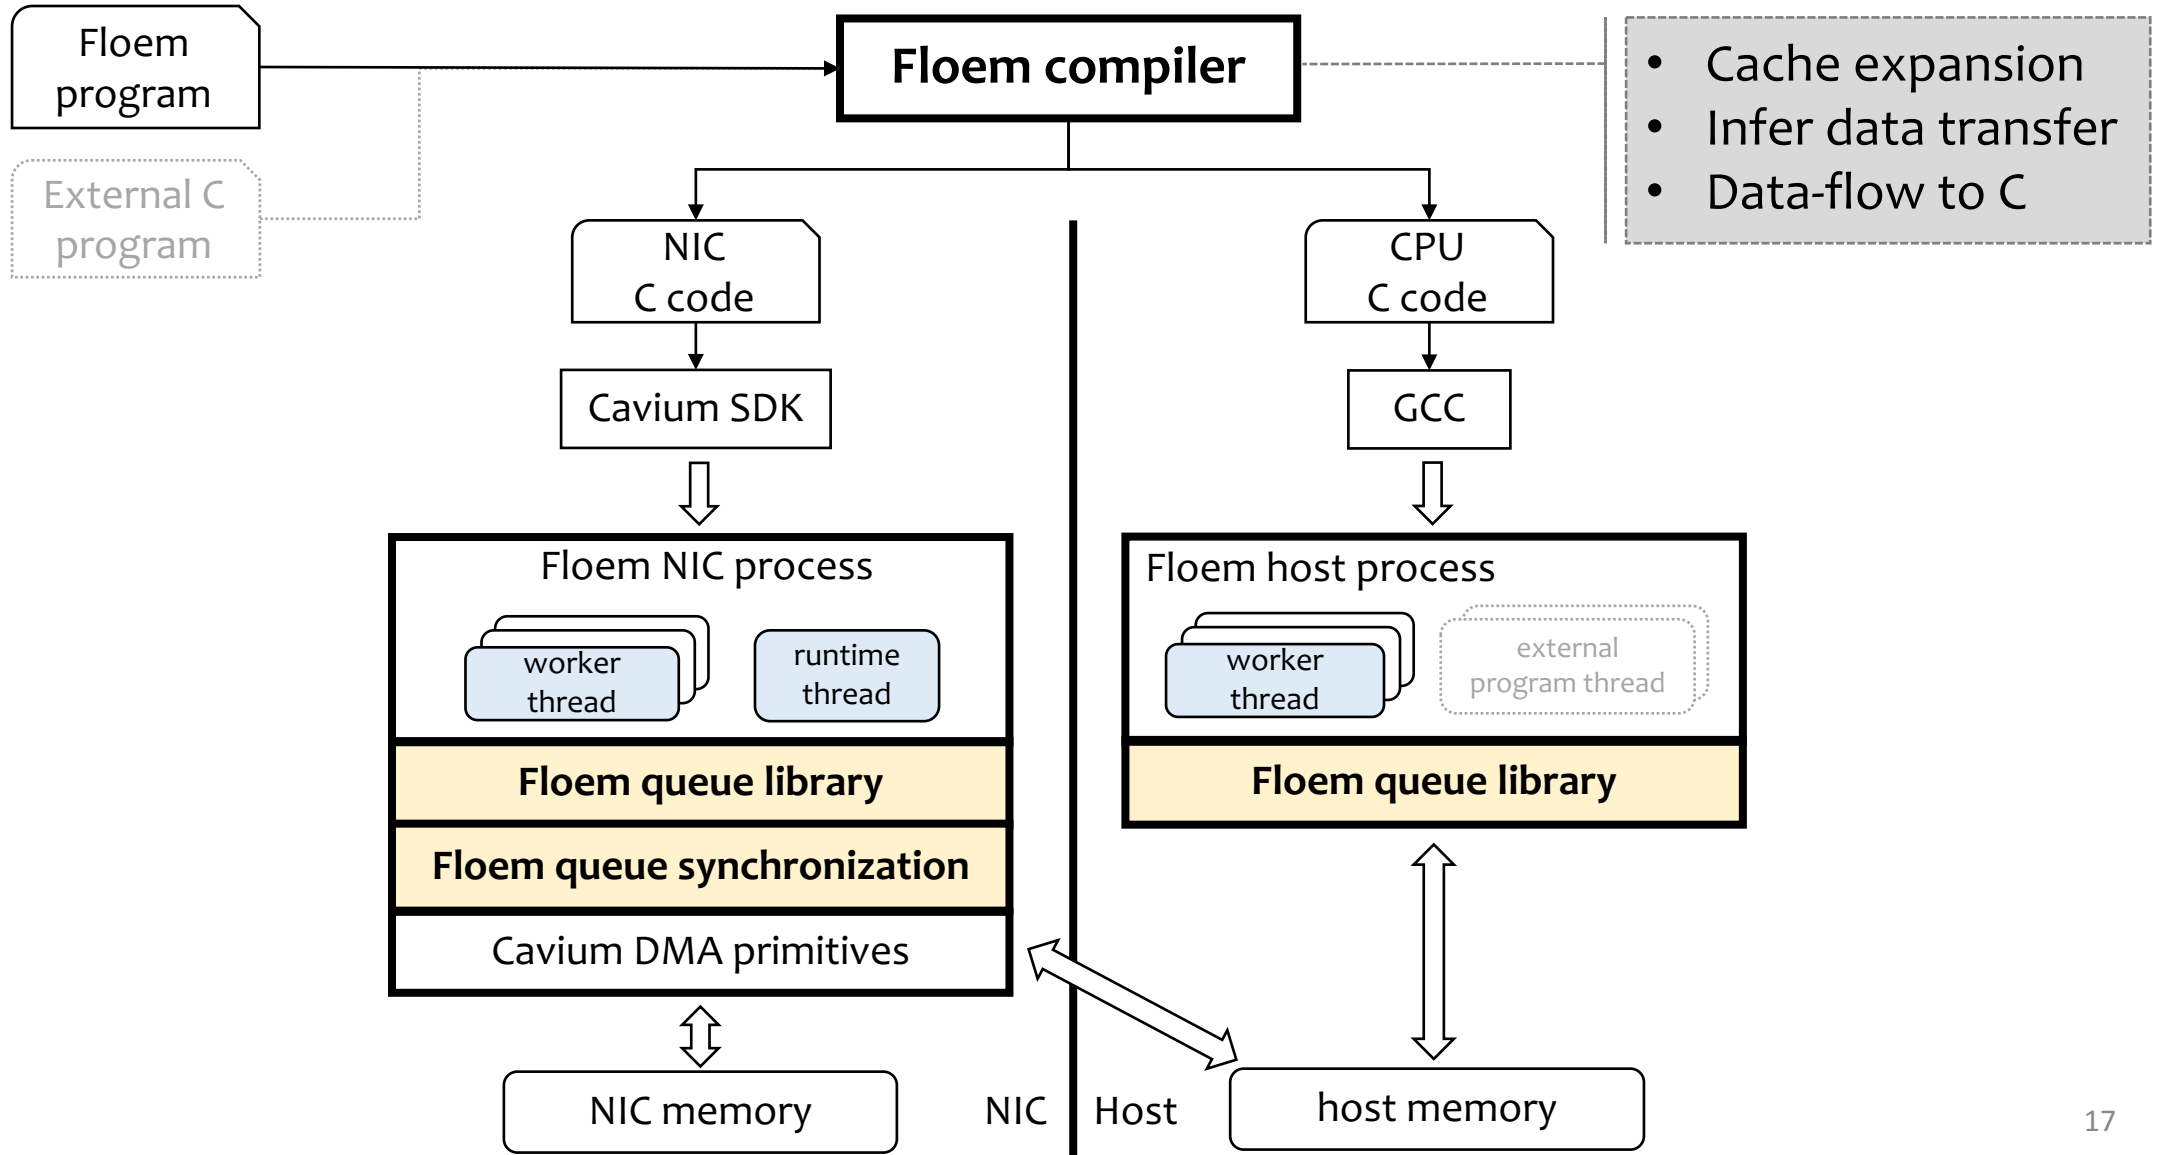 Floem
program
External C
program
Floem compiler
• Cache expansion
• Infer data transfer
• Data-flow to C
NIC
C code
Cavium SDK
CPU
C code
GCC
Floem NIC process
worker
thread
runtime
thread
Floem queue library
Floem queue synchronization
Cavium DMA primitives
NIC memory
Floem host process
worker
thread
external
program thread
Floem queue library
host memory
NIC
Host
17